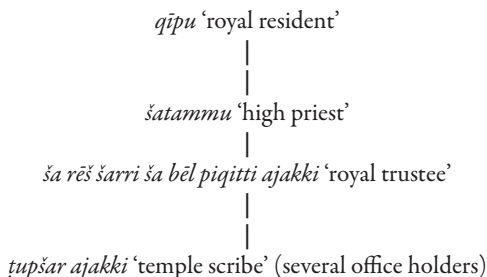 qīpu ‘royal resident’
šatammu ‘high priest’
ša rēš šarri ša bēl piqitti ajakki ‘royal trustee’
ṭupšar ajakki ‘temple scribe’ (several office holders)